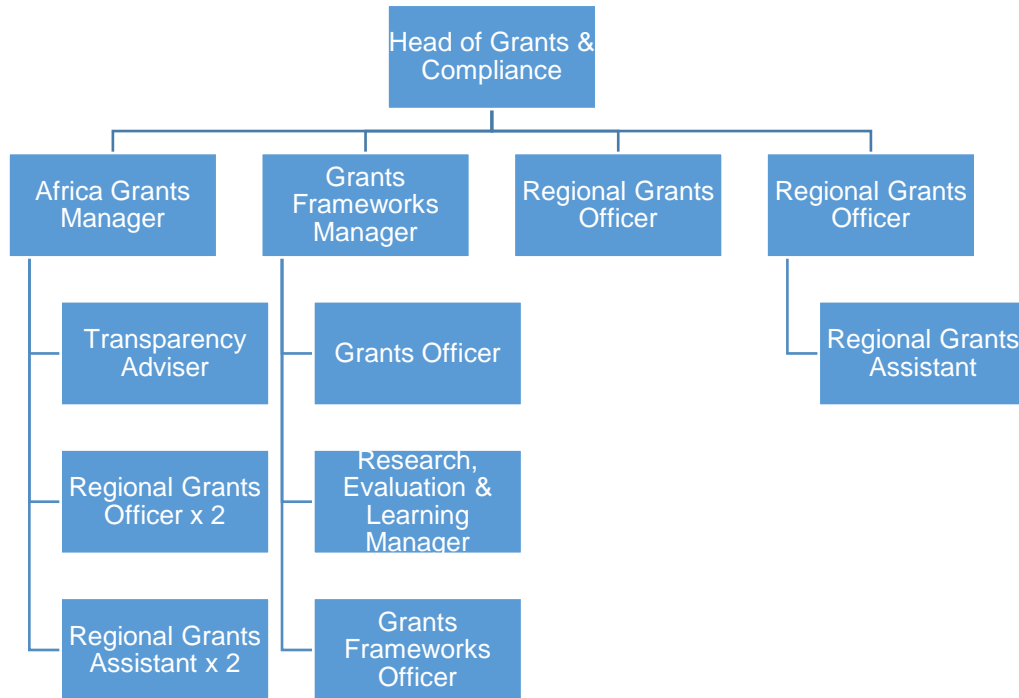 Head of Grants &
Compliance
Africa Grants
Manager
Grants
Frameworks
Manager
Regional Grants
Officer
Regional Grants
Officer
Transparency
Adviser
Grants Officer
Regional Grants
Assistant
Regional Grants
Officer x 2
Research,
Evaluation &
Learning
Manager
Regional Grants
Assistant x 2
Grants
Frameworks
Officer